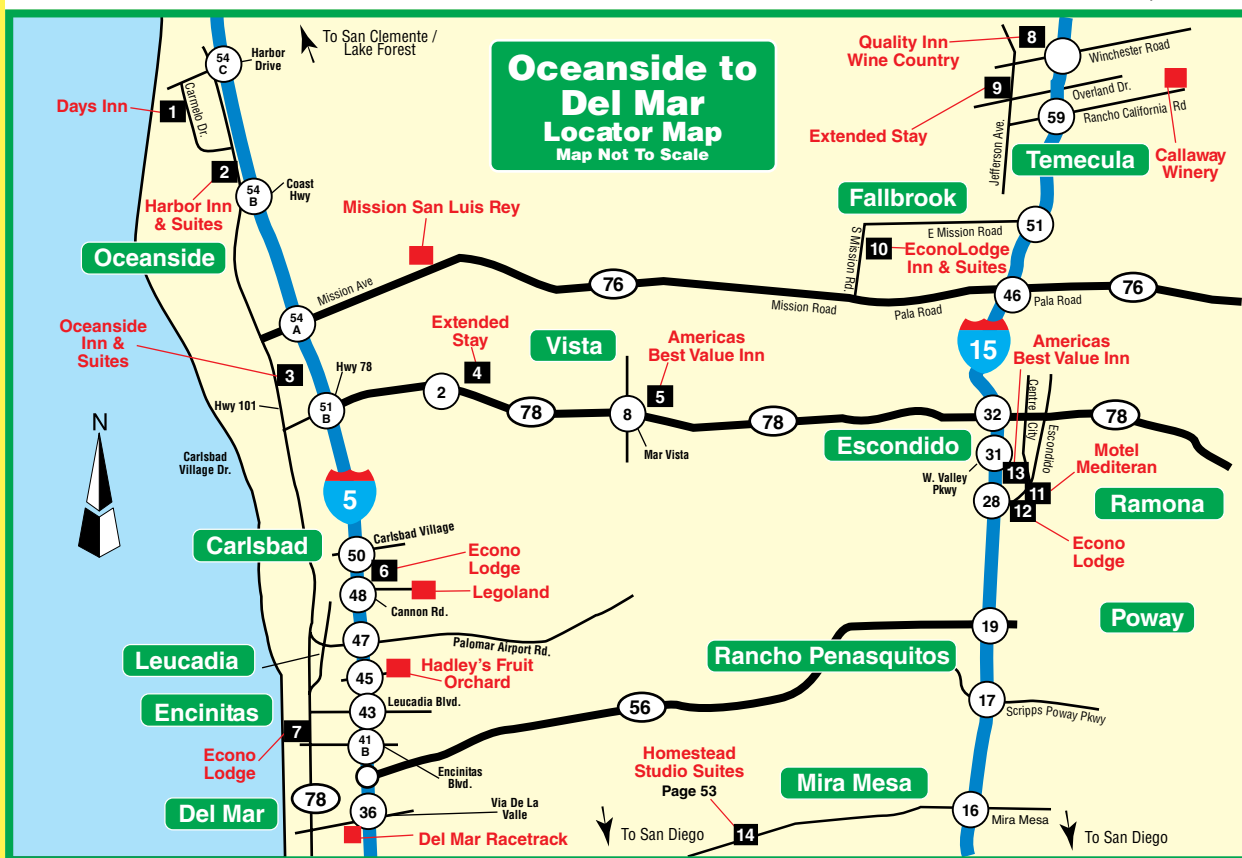 Oceanside to
Del Mar
Locator Map
Map Not To Scale
To San Clemente /
Lake Forest
54
C
Harbor
Drive
Carmelo Dr.
Days Inn
1
2
Harbor Inn
& Suites
54
B
Coast
Hwy
Oceanside
Mission San Luis Rey
Mission Ave
54
A
76
Mission Road
Pala Road
46
Pala Road
76
Quality Inn
Wine Country
8
Winchester Road
9
Extended Stay
Overland Dr.
59
Rancho California Rd
Jefferson Ave.
Temecula
Callaway
Winery
Fallbrook
51
E Mission Road
S Mission Rd.
10
EconoLodge
Inn & Suites
Oceanside
Inn &
Suites
3
Hwy 101
Hwy 78
51
B
2
Extended
Stay
4
78
Vista
8
Mar Vista
5
Americas
Best Value Inn
78
15
Americas
Best Value Inn
Centre City
Escondido
32
78
Escondido
31
W. Valley
Pkwy
13
28
11
12
Motel
Mediteran
Econo
Lodge
Ramona
N
Carlsbad
Village Dr.
5
Carlsbad
Carlsbad Village
50
6
Econo
Lodge
48
Legoland
Cannon Rd.
47
Palomar Airport Rd.
Leucadia
45
Hadley's Fruit
Orchard
Encinitas
43
Leucadia Blvd.
7
Econo
Lodge
41
B
Encinitas
Blvd.
56
Rancho Penasquitos
19
Poway
17
Scripps Poway Pkwy
Del Mar
78
36
Via De La
Valle
Del Mar Racetrack
Homestead
Studio Suites
Page 53
14
To San Diego
Mira Mesa
16
Mira Mesa
To San Diego